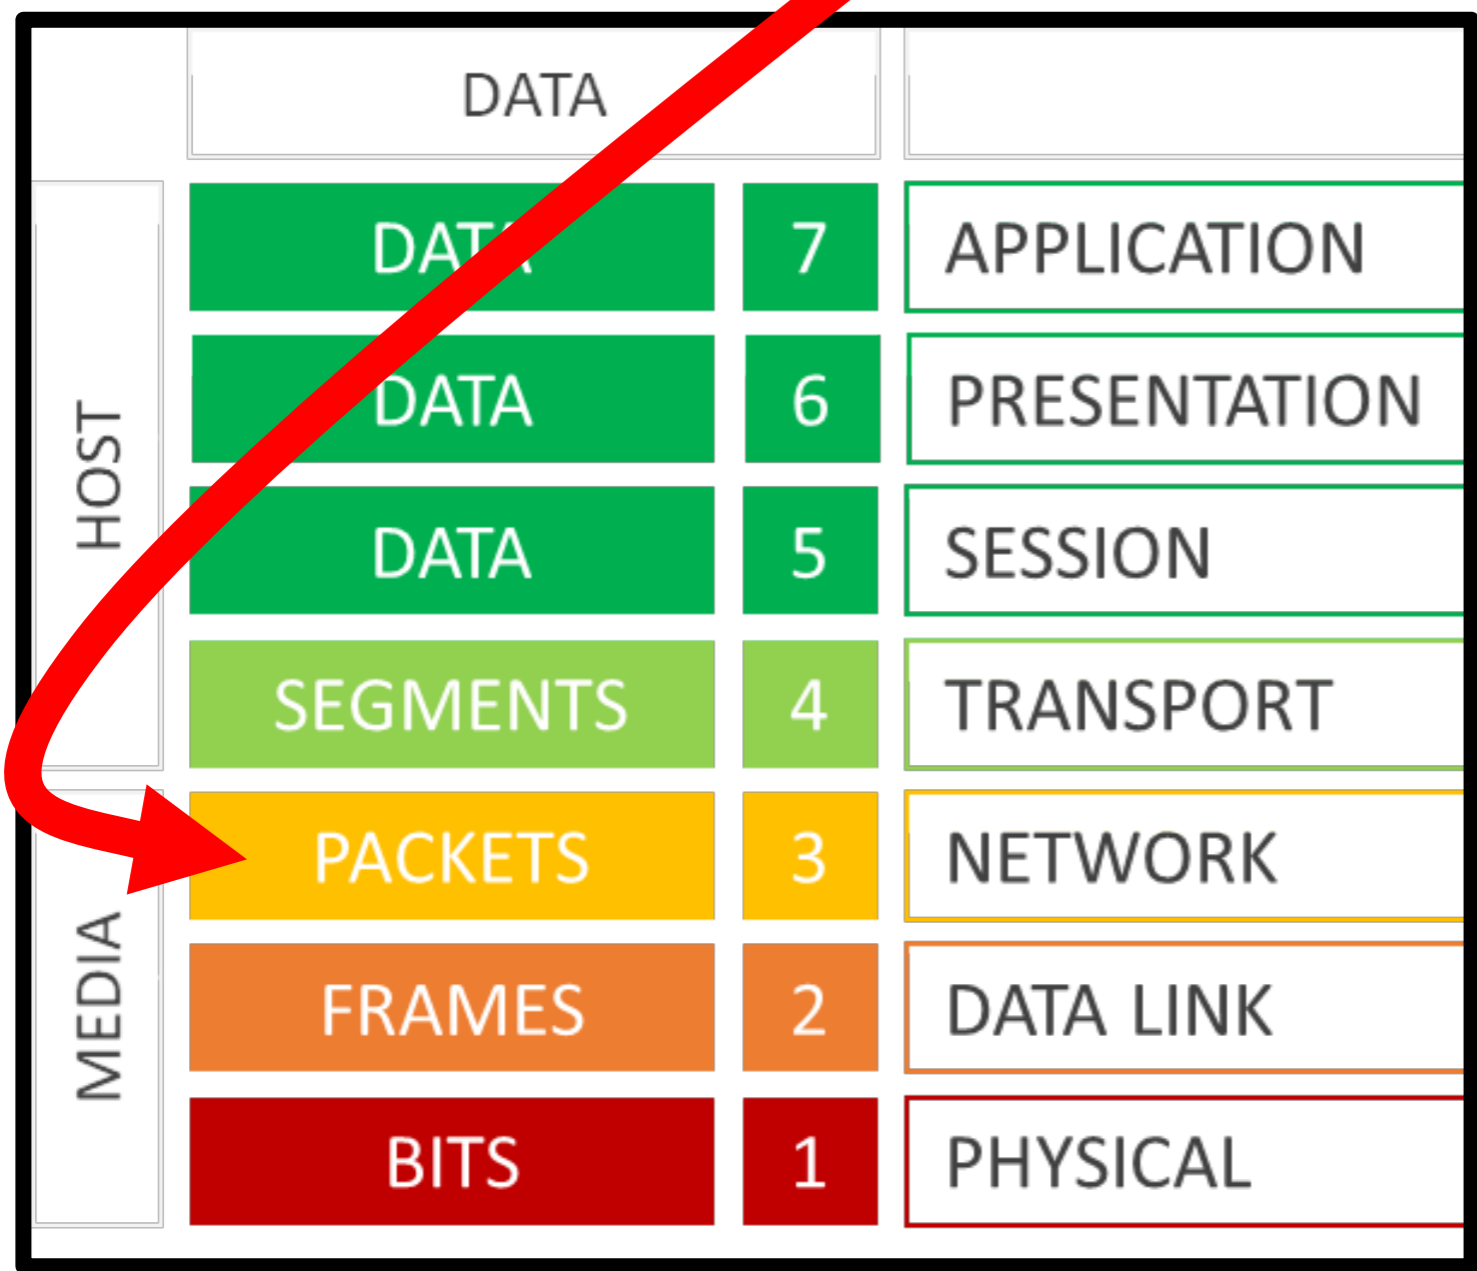 DATA
HOST
DATA 7 APPLICATION
DATA 6 PRESENTATION
DATA 5 SESSION
SEGMENTS 4 TRANSPORT
MEDIA
PACKETS 3 NETWORK
FRAMES 2 DATA LINK
BITS 1 PHYSICAL